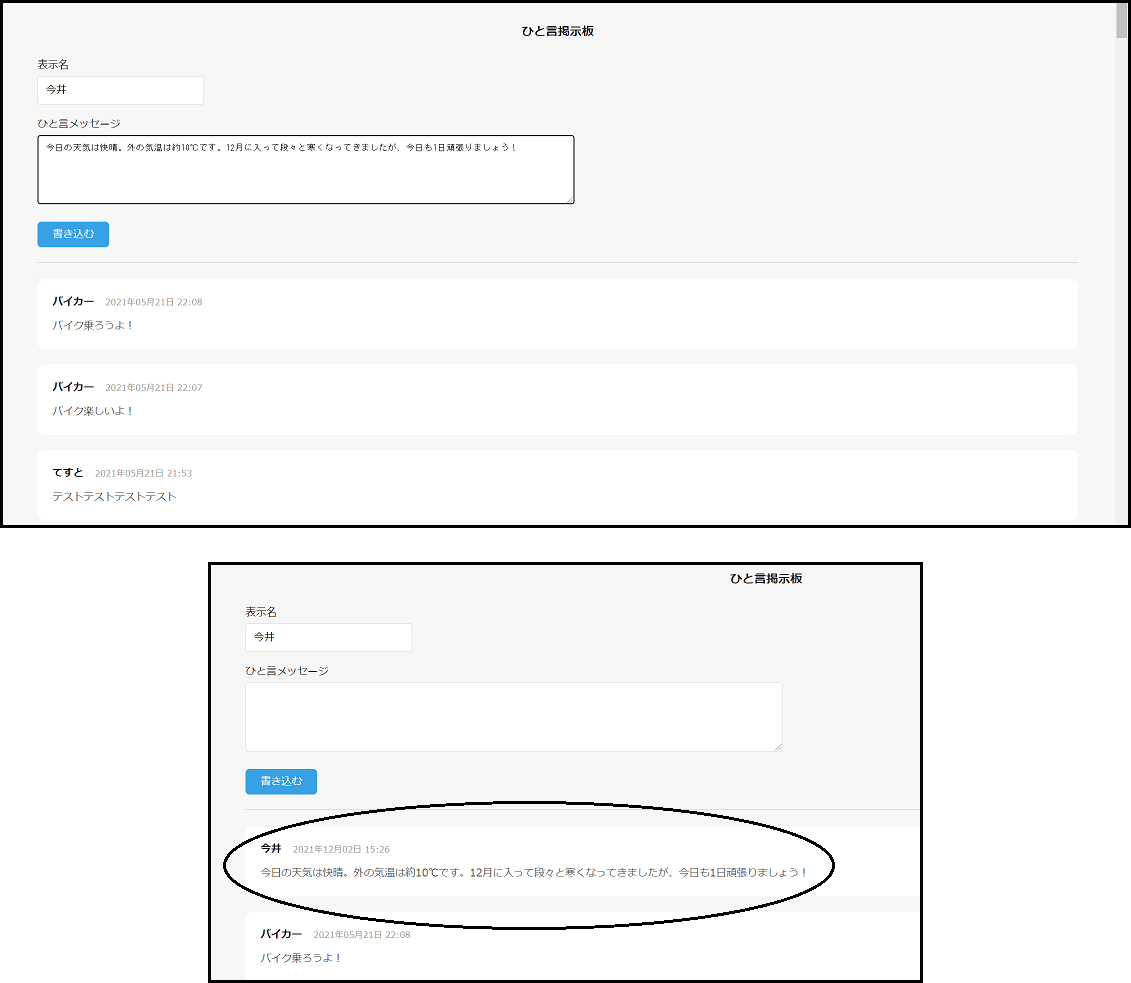 ひと言掲示板
表示名
今井
ひと言メッセージ
今日の天気は快晴。外の気温は約10℃です。12月に入って段々と寒くなってきましたが、今日も1日頑張りましょう！
書き込む
バイカー 2021年05月21日 22:08
バイク乗ろうよ！
バイカー 2021年05月21日 22:07
バイク楽しいよ！
てすと 2021年05月21日 21:53
テストテストテストテスト
ひと言掲示板
表示名
今井
ひと言メッセージ
書き込む
今井 2021年12月02日 15:26
今日の天気は快晴。外の気温は約10℃です。12月に入って段々と寒くなってきましたが、今日も1日頑張りましょう！
バイカー 2021年05月21日 22:08
バイク乗ろうよ！